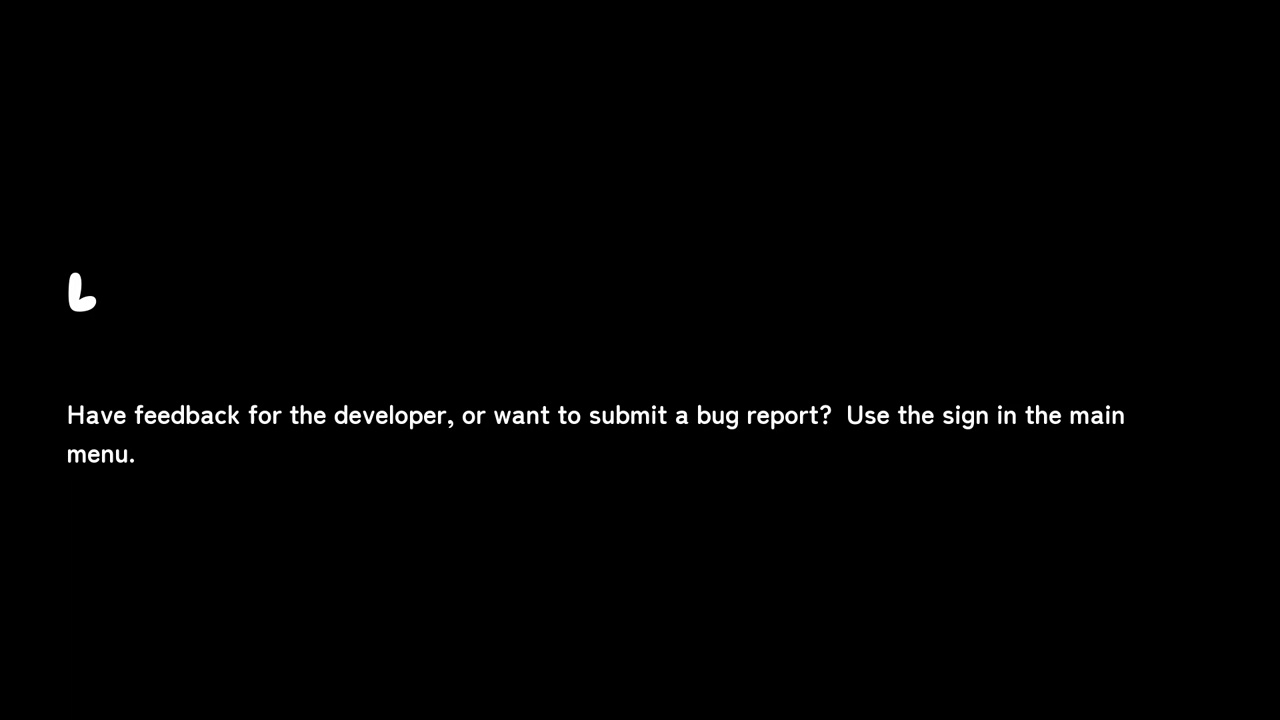 L
Have feedback for the developer, or want to submit a bug report?  Use the sign in the main
menu.